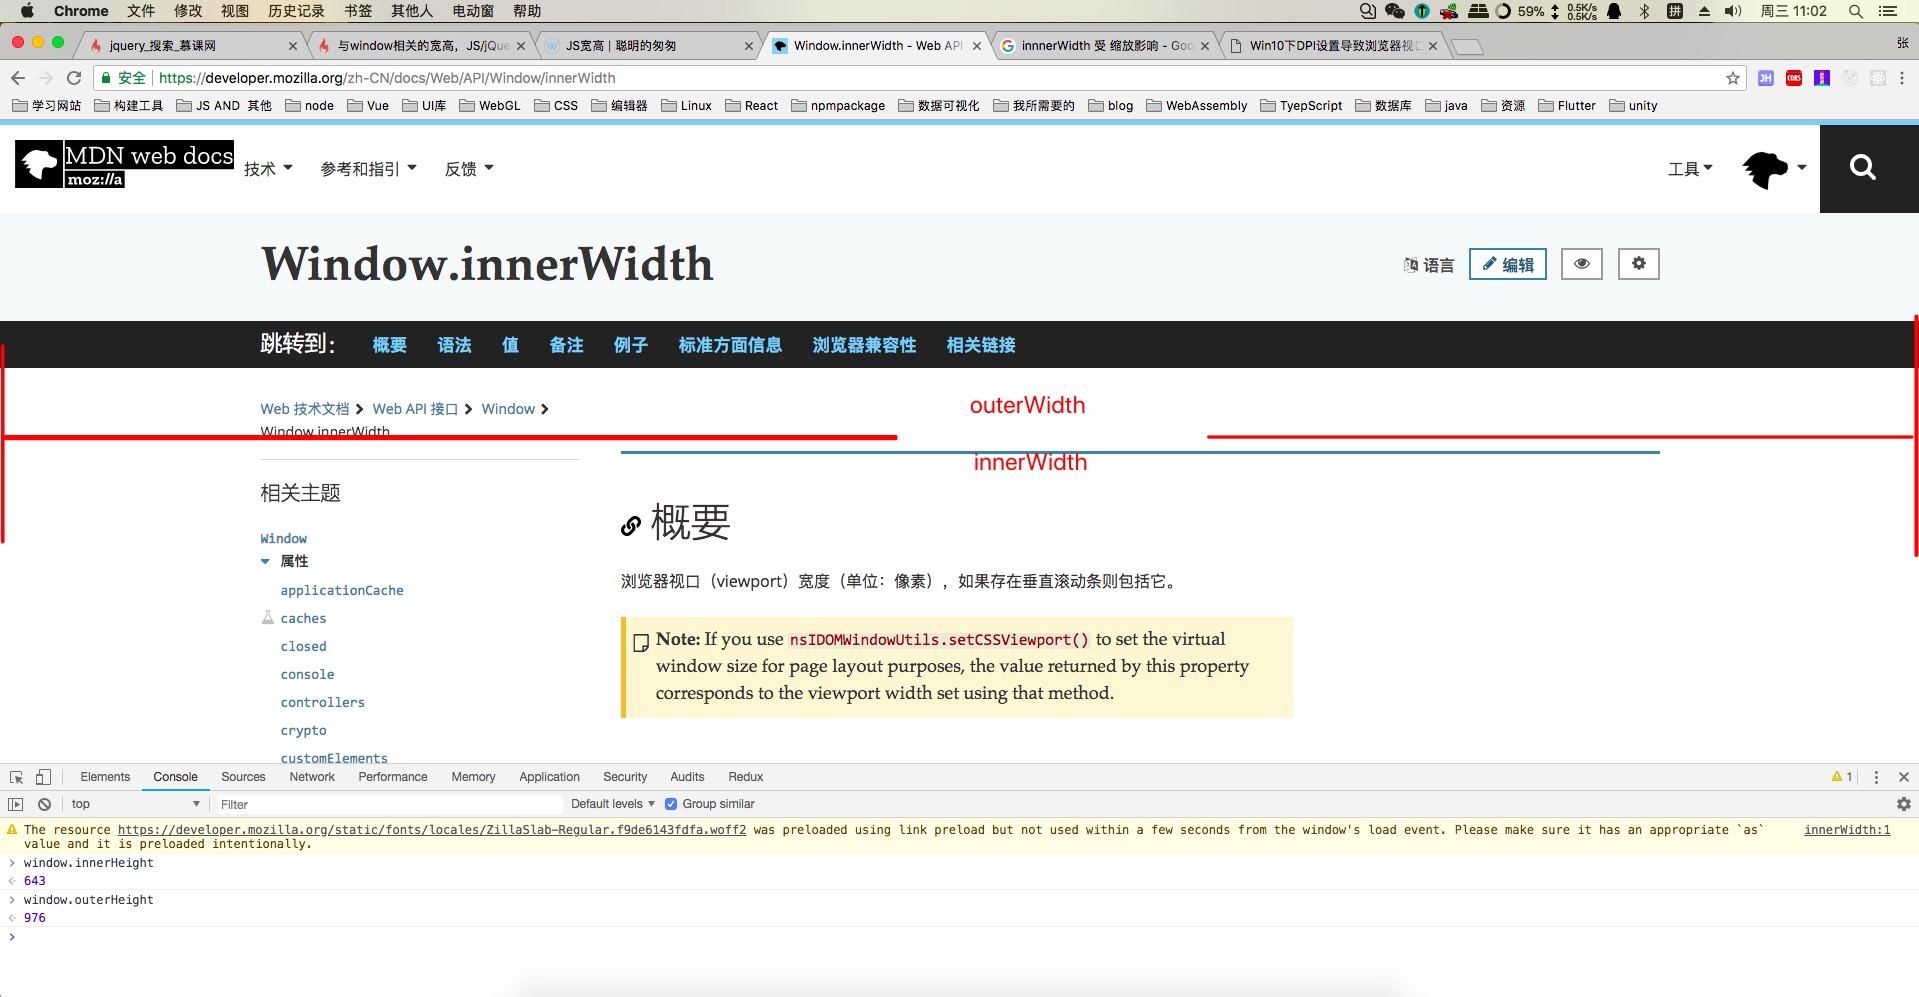 Chrome 文件 修改 视图 历史记录 书签 其他人 电动窗 帮助 59% 0.5K/s 0.5K/s 拼 周三 11:02
jquery_搜索_慕课网 与window相关的宽高，JS/jQue JS宽高 | 聪明的匆匆 Window.innerWidth - Web API innnerWidth 受 缩放影响 - Goo Win10下DPI设置导致浏览器视口 张
安全 https://developer.mozilla.org/zh-CN/docs/Web/API/Window/innerWidth JH CORS
学习网站 构建工具 JS AND 其他 node Vue UI库 WebGL CSS 编辑器 Linux React npmpackage 数据可视化 我所需要的 blog WebAssembly TyepScript 数据库 java 资源 Flutter unity
MDN web docs
moz://a
技术 参考和指引 反馈 工具
Window.innerWidth
语言 编辑
跳转到： 概要 语法 值 备注 例子 标准方面信息 浏览器兼容性 相关链接
Web 技术文档 Web API 接口 Window
Window.innerWidth
outerWidth
innerWidth
相关主题
Window
属性
applicationCache
caches
closed
console
controllers
crypto
customElements
概要
浏览器视口（viewport）宽度（单位：像素），如果存在垂直滚动条则包括它。
Note: If you use nsIDOMWindowUtils.setCSSViewport() to set the virtual
window size for page layout purposes, the value returned by this property
corresponds to the viewport width set using that method.
Elements Console Sources Network Performance Memory Application Security Audits Redux 1
top Filter Default levels Group similar
The resource https://developer.mozilla.org/static/fonts/locales/ZillaSlab-Regular.f9de6143fdfa.woff2 was preloaded using link preload but not used within a few seconds from the window's load event. Please make sure it has an appropriate `as` innerWidth:1
value and it is preloaded intentionally.
window.innerHeight
643
window.outerHeight
976